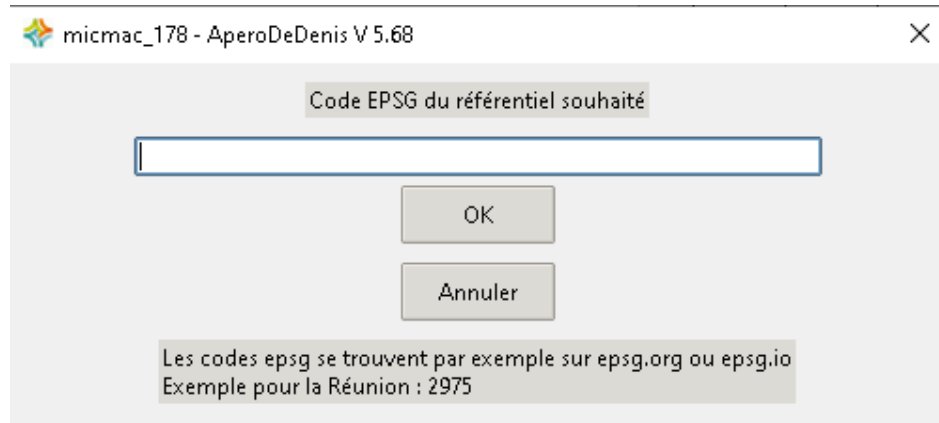 micmac_178 - AperoDeDenis V 5.68
Code EPSG du référentiel souhaité
OK
Annuler
Les codes epsg se trouvent par exemple sur epsg.org ou epsg.io
Exemple pour la Réunion : 2975